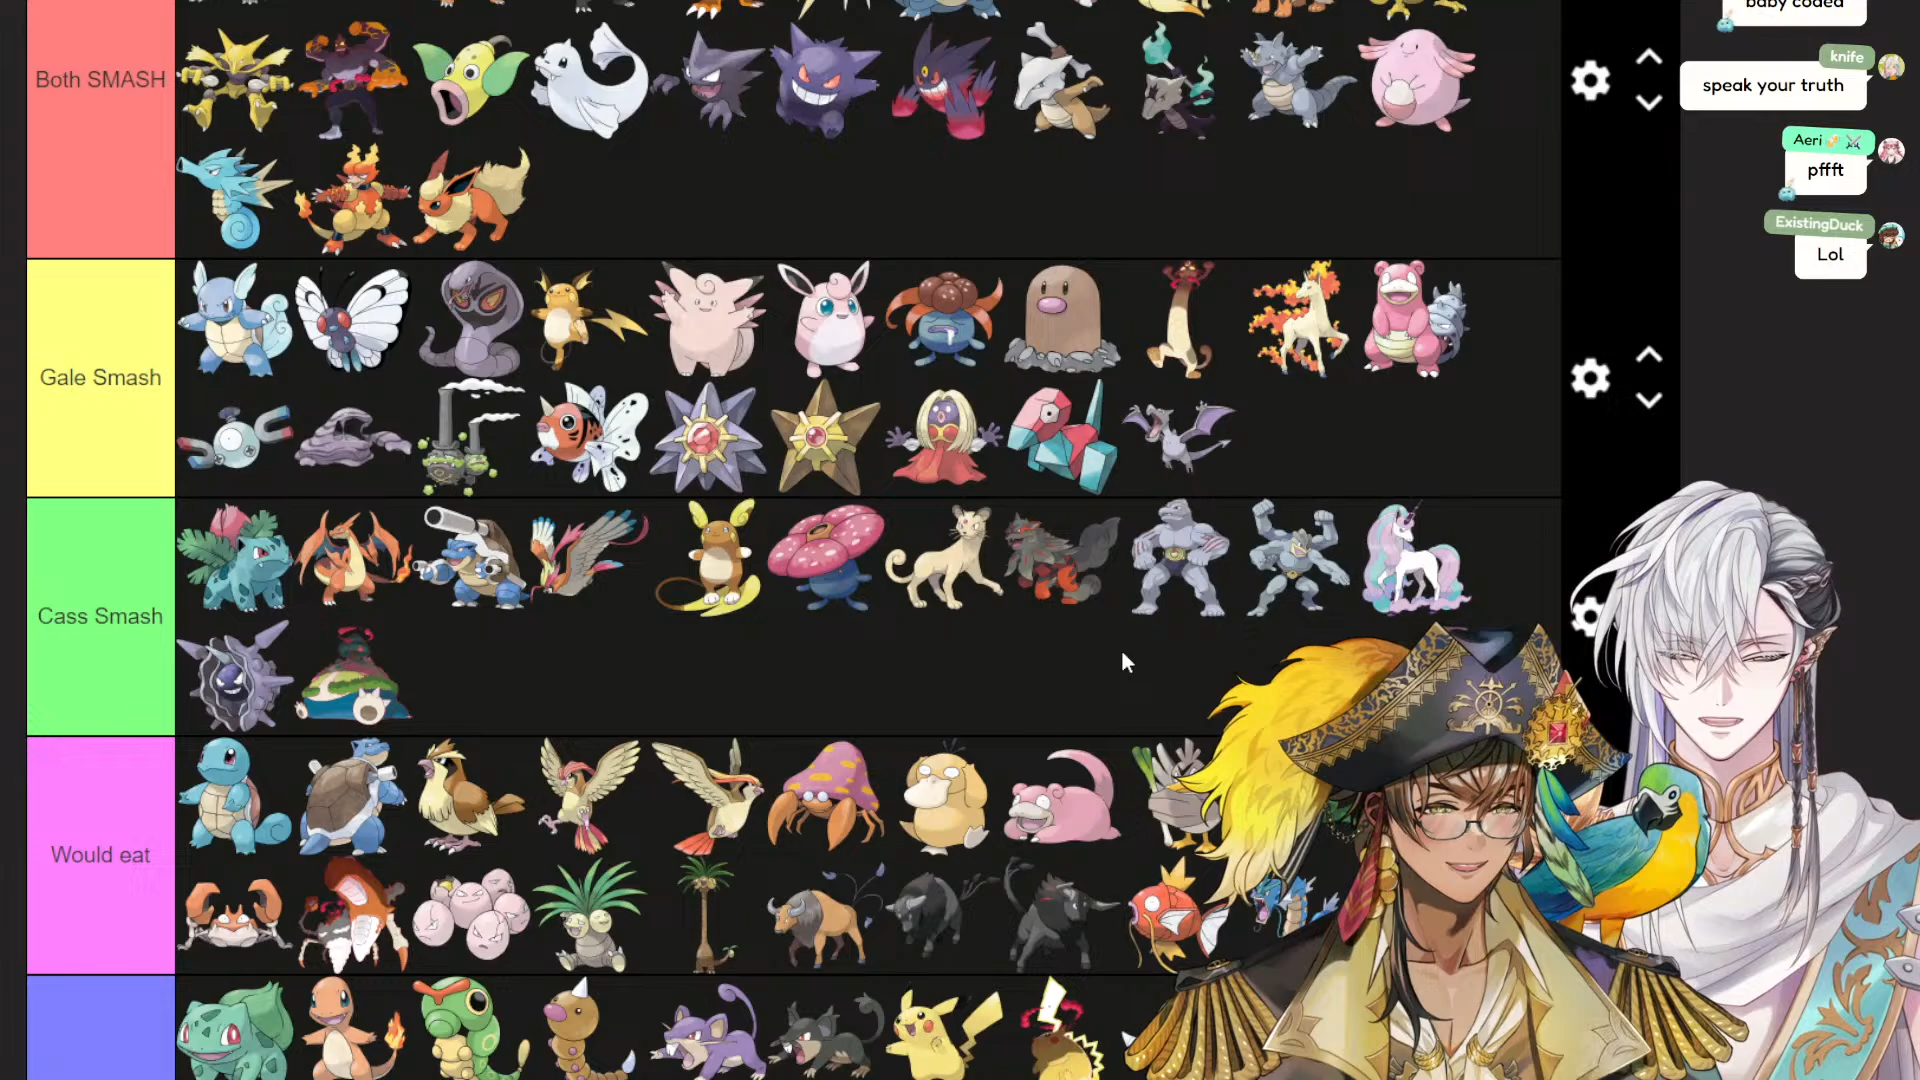 baby coded
Both SMASH
knife
speak your truth
Aeri
pffft
ExistingDuck
Lol
Gale Smash
Cass Smash
Would eat